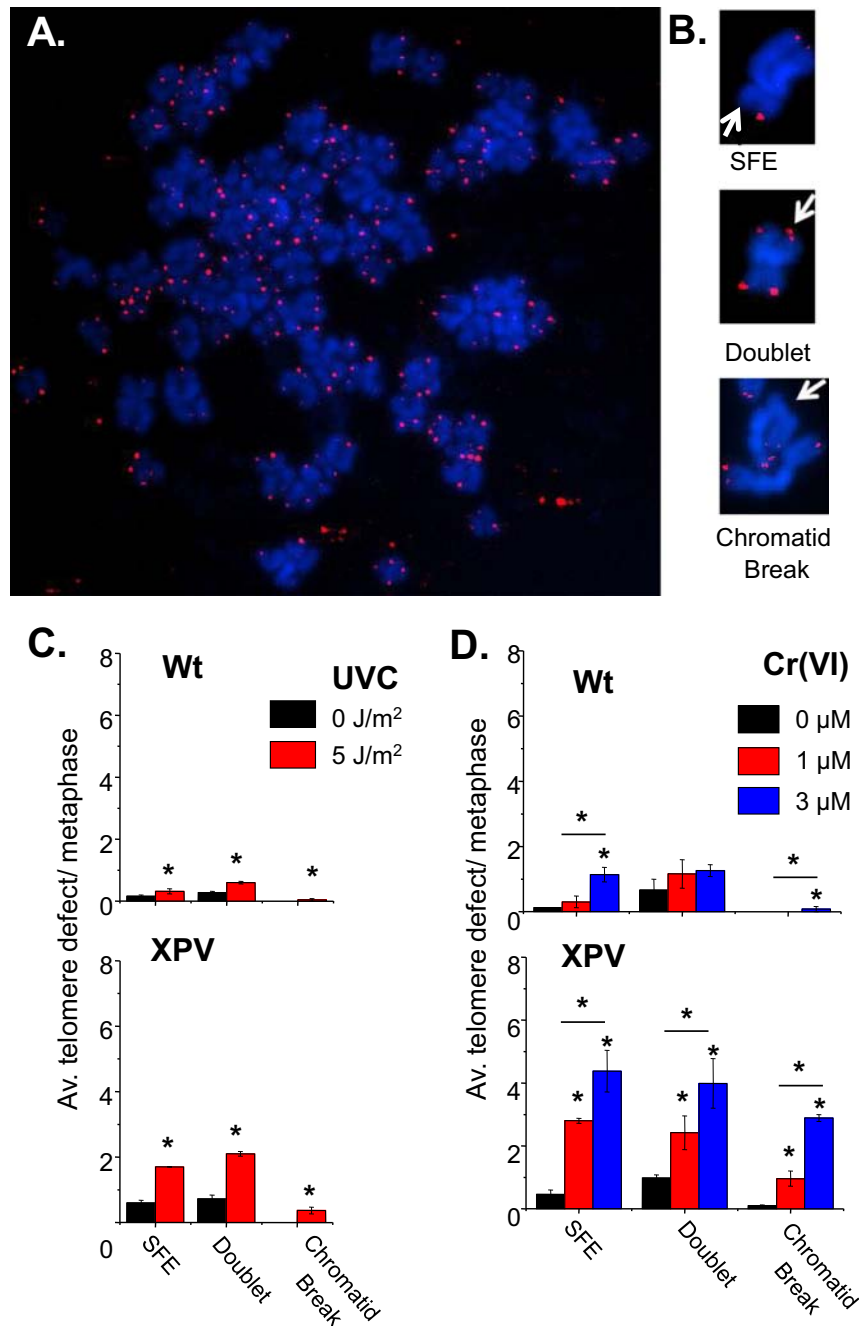 A.
B.
SFE
Doublet
Chromatid
Break
C.
Wt
UVC
0 J/m²
5 J/m²
8
6
4
2
0
* * *
XPV
8
6
4
2
0
* * *
SFE
Doublet
Chromatid
Break
Av. telomere defect/ metaphase
D.
Wt
Cr(VI)
0 µM
1 µM
3 µM
8
6
4
2
0
* * * *
XPV
8
6
4
2
0
* * * * * * * * *
SFE
Doublet
Chromatid
Break
Av. telomere defect/ metaphase